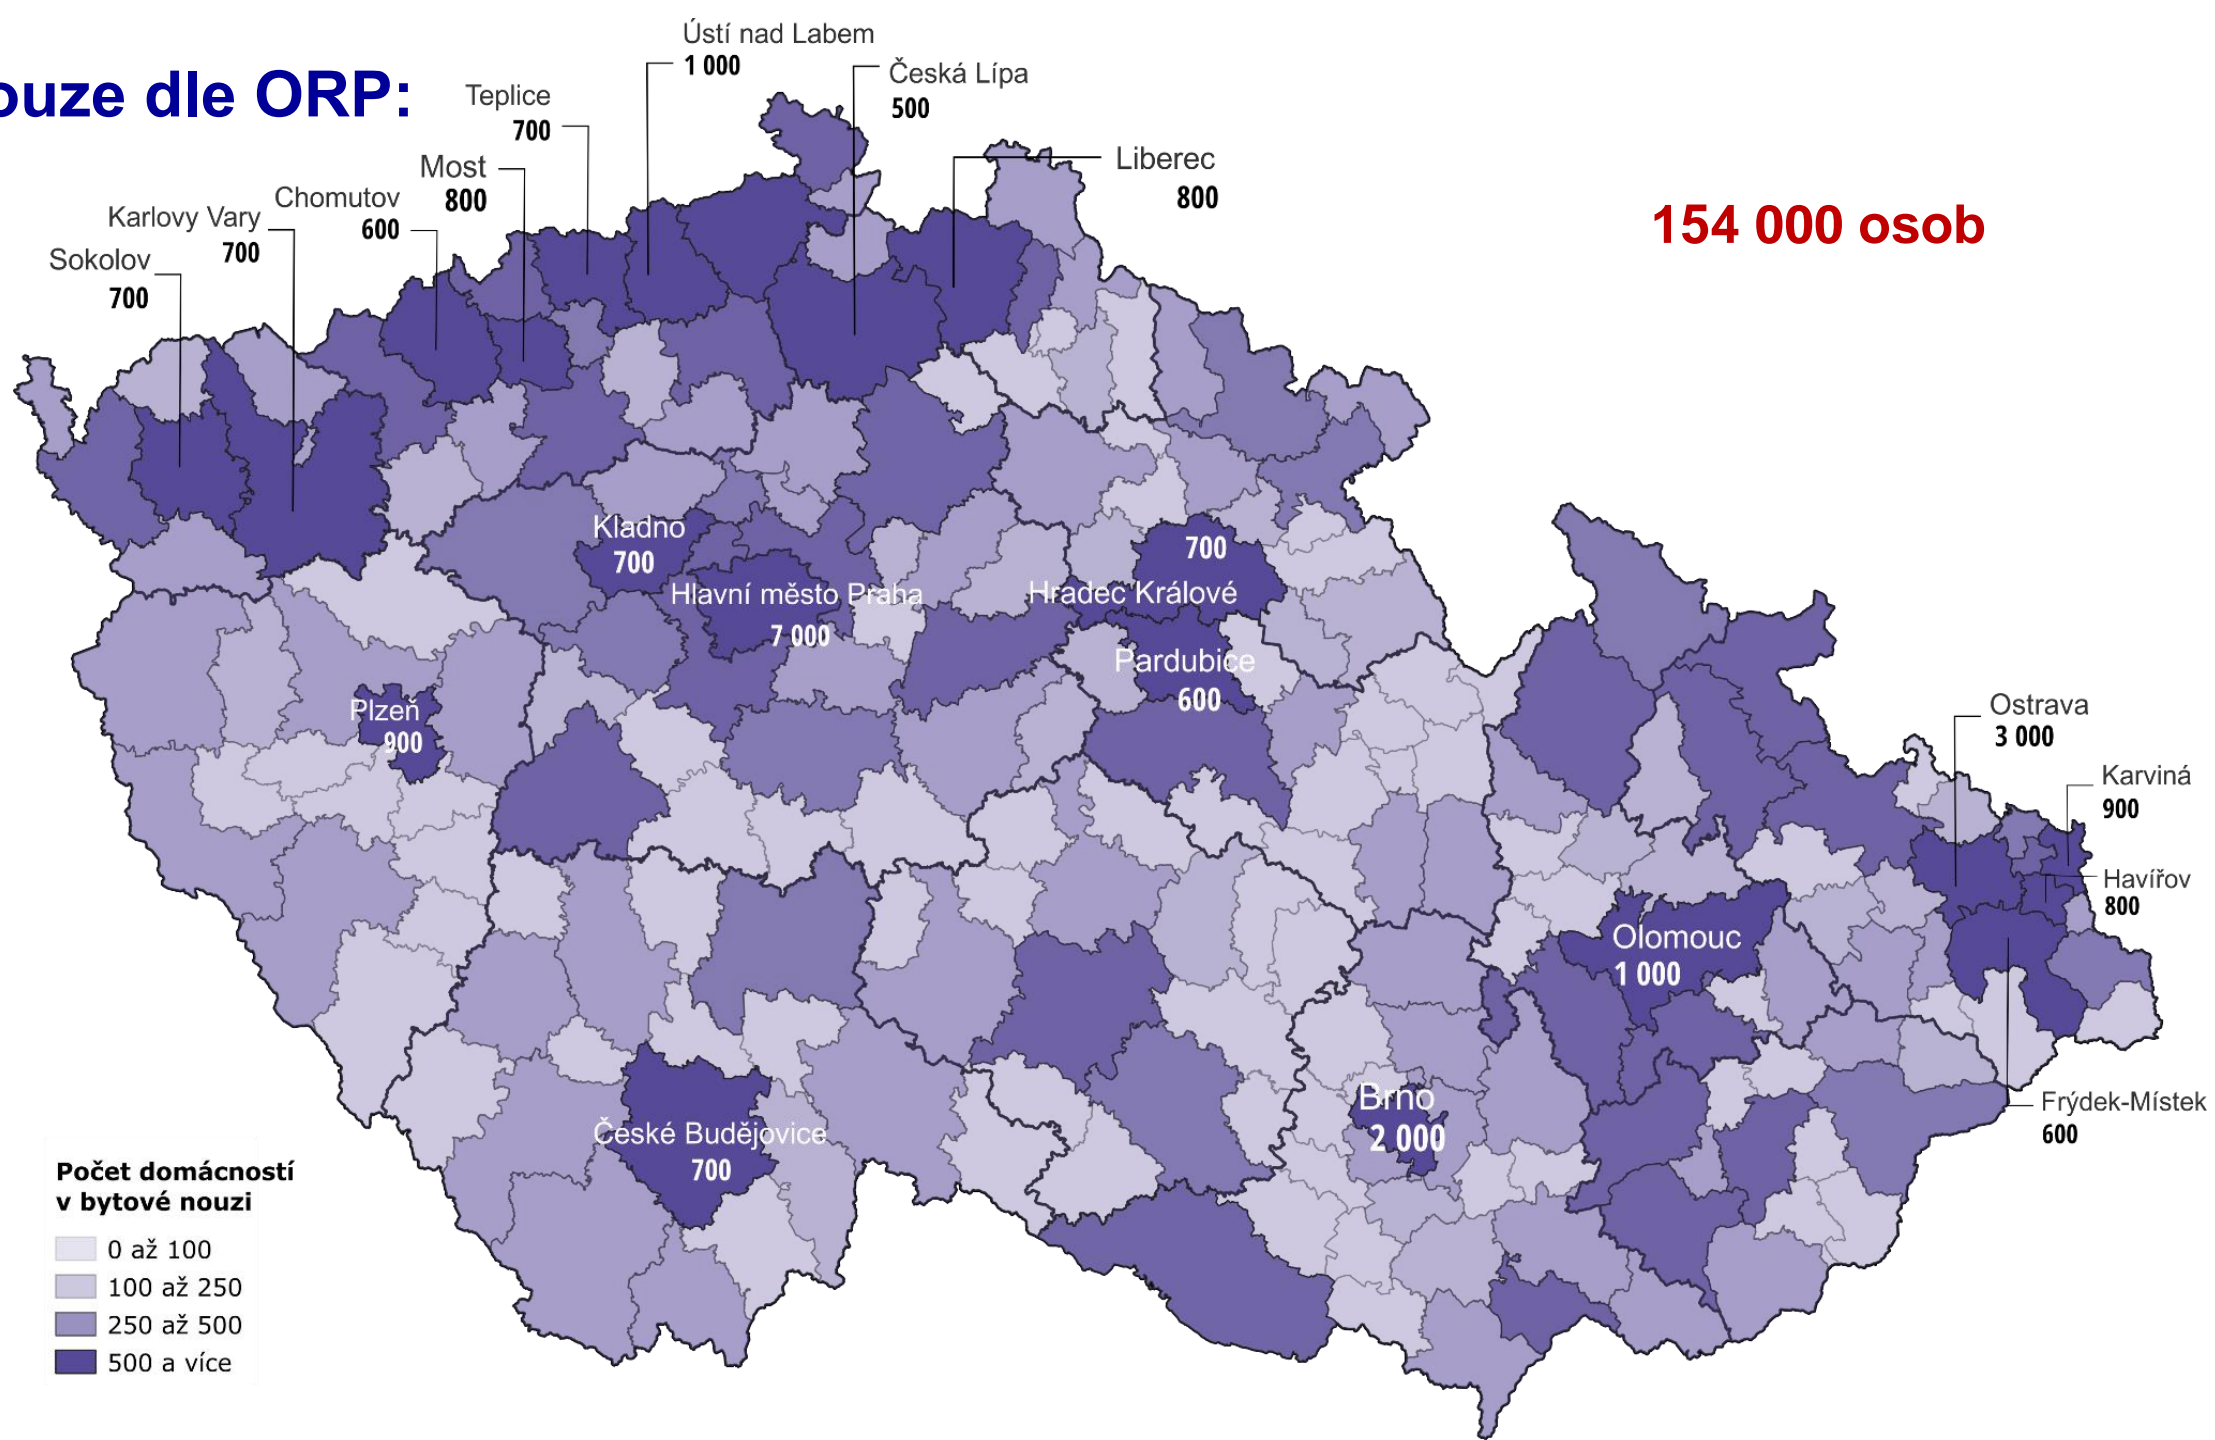 ouze dle ORP:
154 000 osob
Ústí nad Labem
1 000
Česká Lípa
500
Teplice
700
Most
800
Liberec
800
Chomutov
600
Karlovy Vary
700
Sokolov
700
Kladno
700
Hlavní město Praha
7 000
700
Hradec Králové
Pardubice
600
Plzeň
900
Ostrava
3 000
Karviná
900
Havířov
800
Olomouc
1 000
Frýdek-Místek
600
Brno
2 000
České Budějovice
700
Počet domácností
v bytové nouzi
0 až 100
100 až 250
250 až 500
500 a více